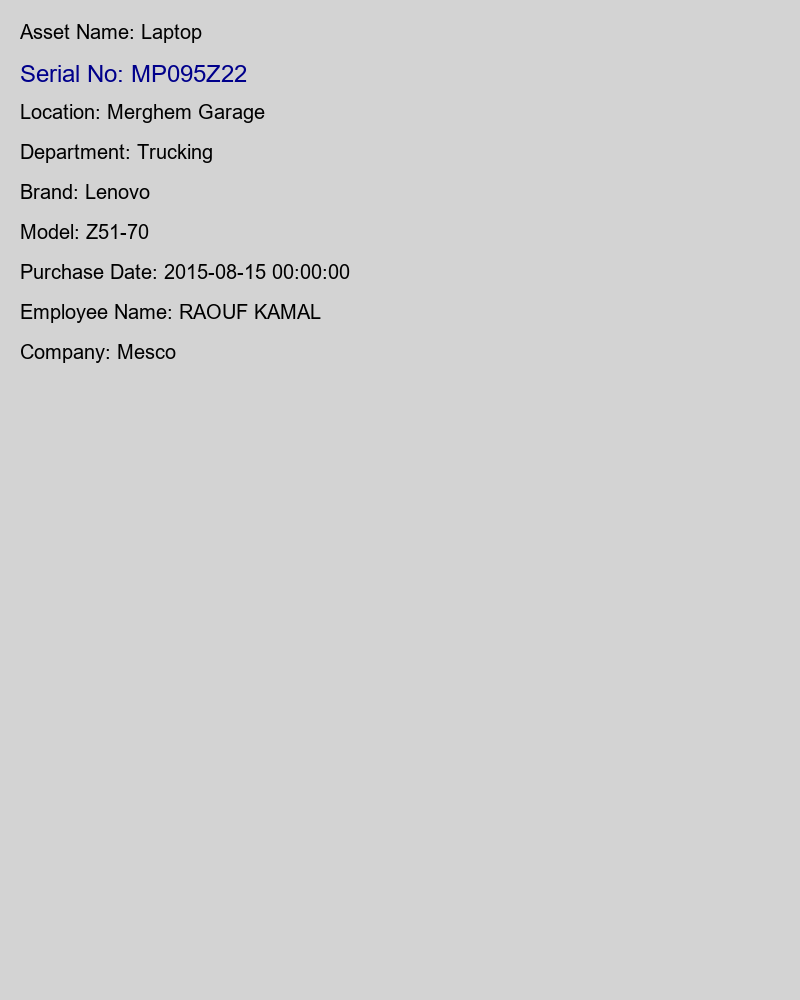 Asset Name: Laptop
Serial No: MP095Z22
Location: Merghem Garage
Department: Trucking
Brand: Lenovo
Model: Z51-70
Purchase Date: 2015-08-15 00:00:00
Employee Name: RAOUF KAMAL
Company: Mesco